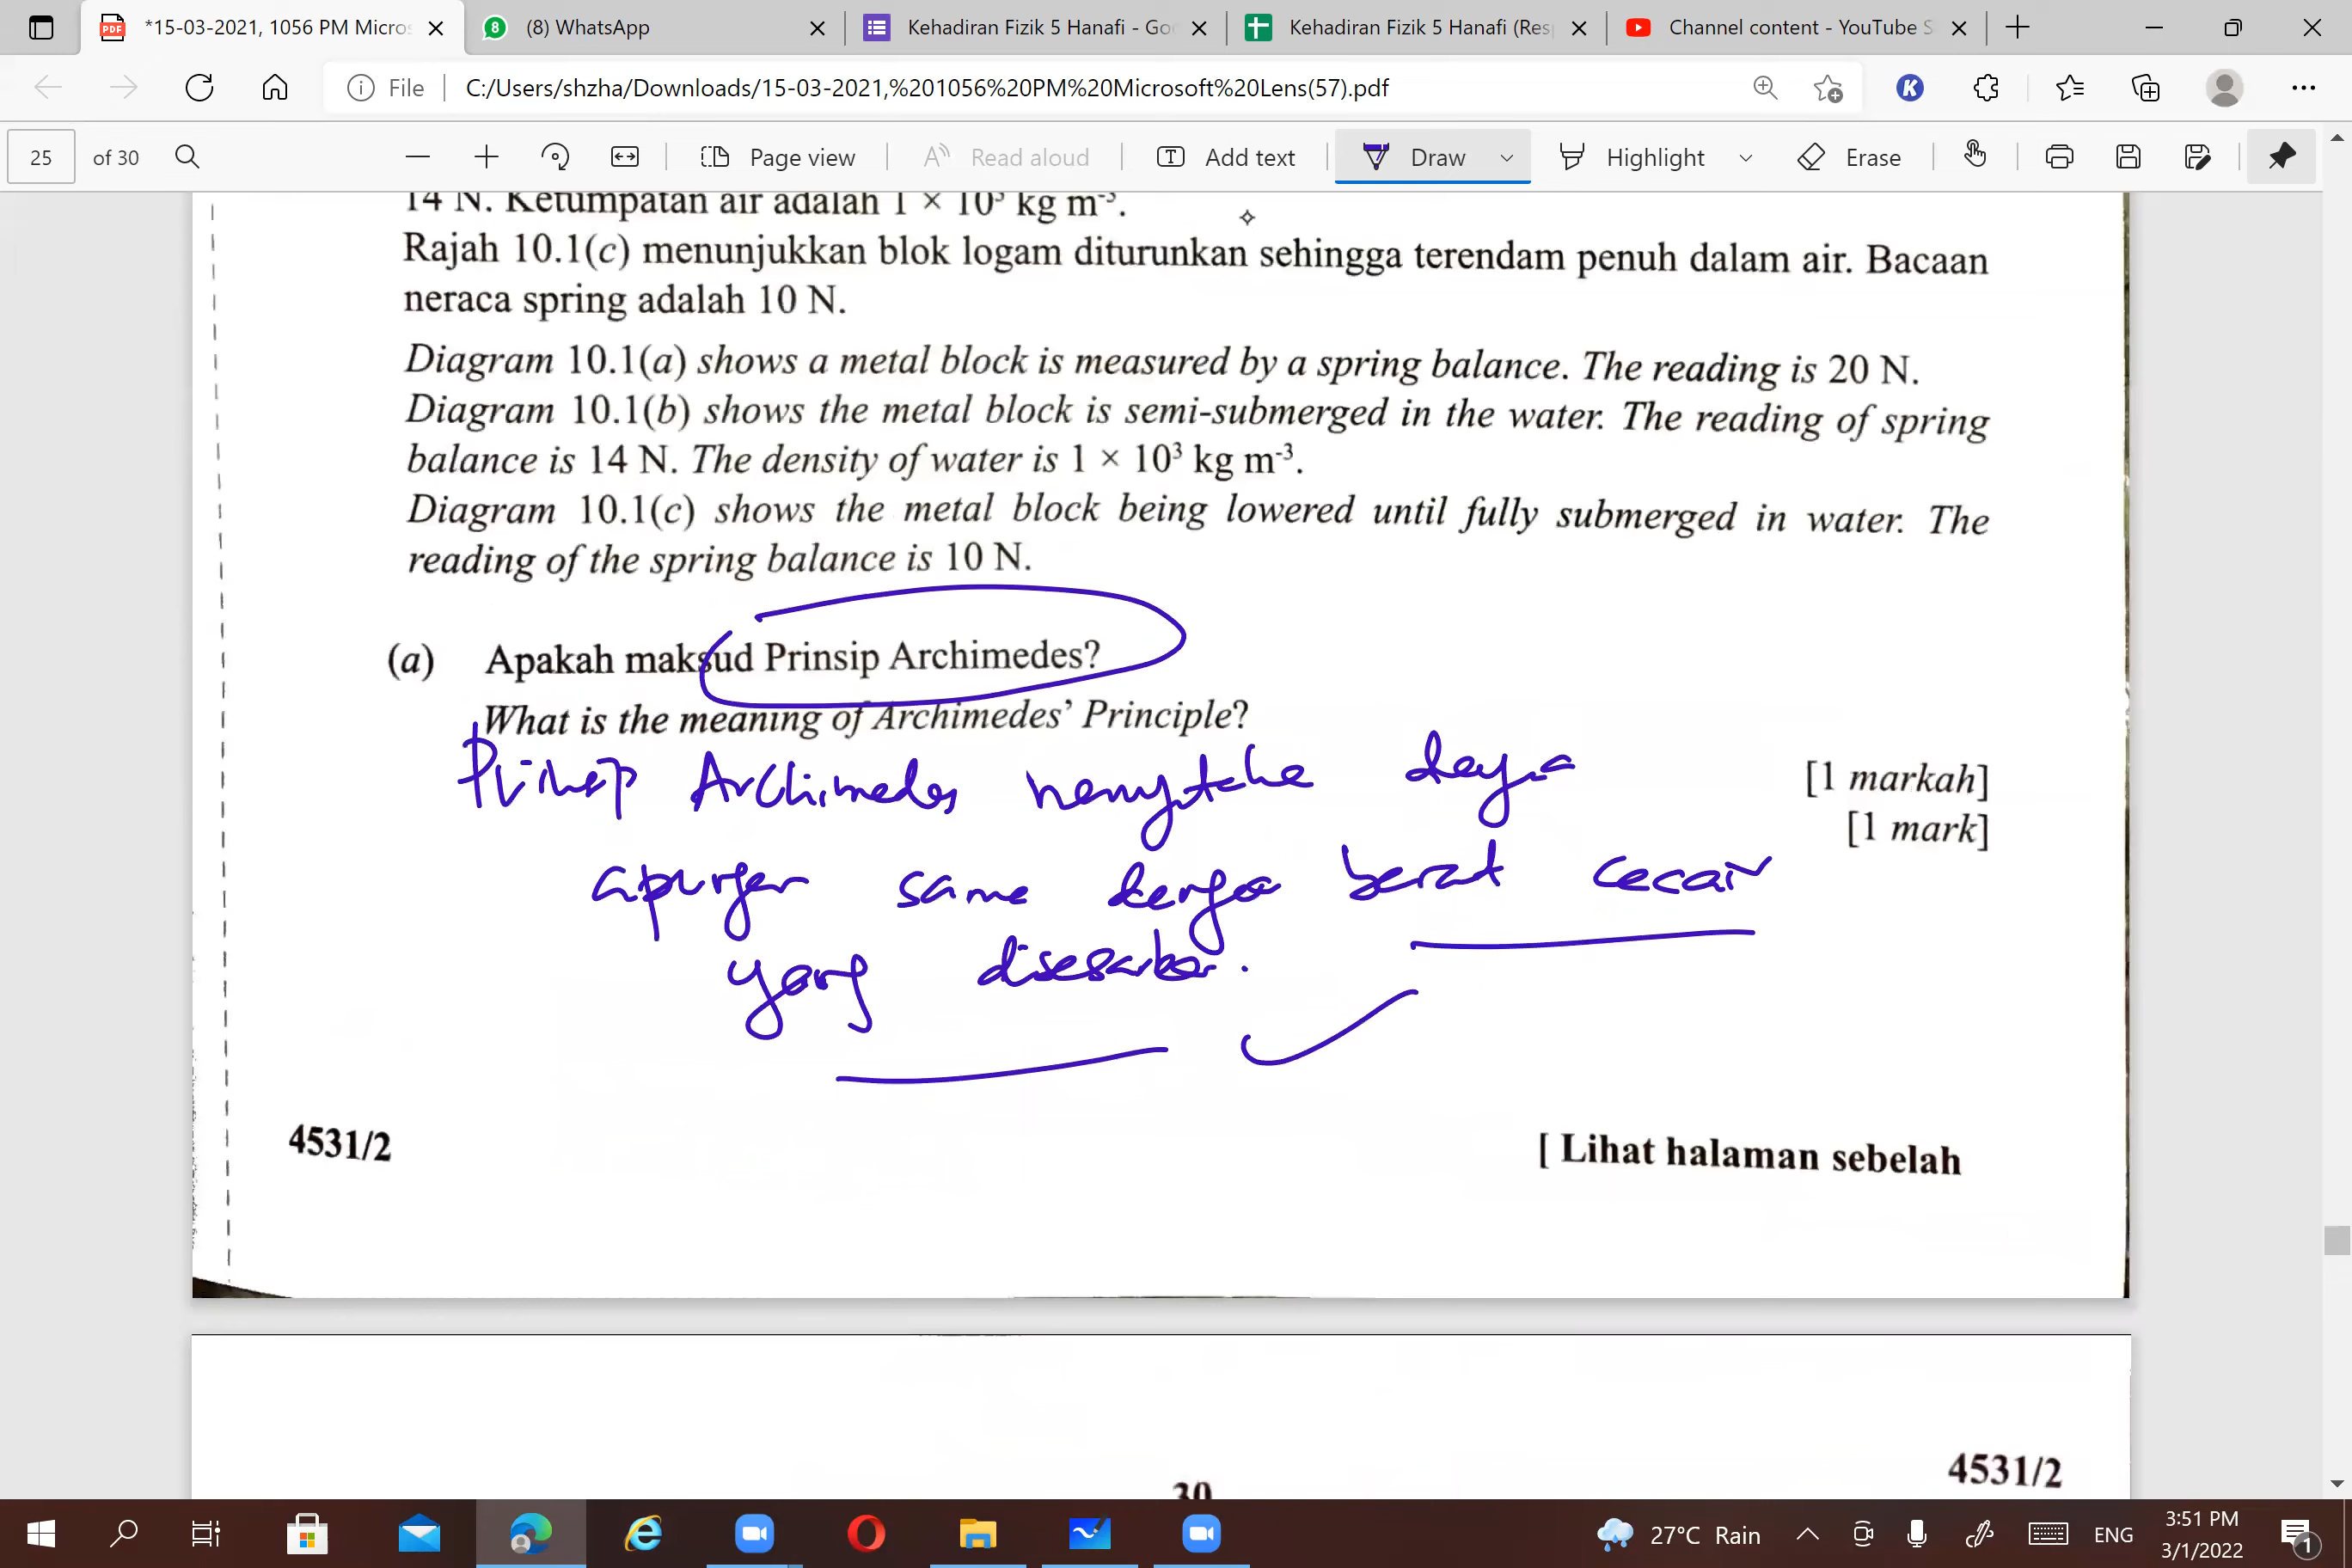 *15-03-2021, 1056 PM Micros
(8) WhatsApp
Kehadiran Fizik 5 Hanafi - Goo
Kehadiran Fizik 5 Hanafi (Resp
Channel content - YouTube S
File
C:/Users/shzha/Downloads/15-03-2021,%201056%20PM%20Microsoft%20Lens(57).pdf
25 of 30 Page view Read aloud Add text Draw Highlight Erase
14 N. Ketumpatan air adalah 1 × 10³ kg m⁻³.
Rajah 10.1(c) menunjukkan blok logam diturunkan sehingga terendam penuh dalam air. Bacaan
neraca spring adalah 10 N.
Diagram 10.1(a) shows a metal block is measured by a spring balance. The reading is 20 N.
Diagram 10.1(b) shows the metal block is semi-submerged in the water. The reading of spring
balance is 14 N. The density of water is 1 × 10³ kg m⁻³.
Diagram 10.1(c) shows the metal block being lowered until fully submerged in water. The
reading of the spring balance is 10 N.
(a) Apakah maksud Prinsip Archimedes?
What is the meaning of Archimedes' Principle?
Prinsip Archimedes menyatakan daya
[1 markah]
[1 mark]
apungan sama dengan berat cecair
yang disesarkan.
4531/2
[ Lihat halaman sebelah
4531/2
30
27°C Rain
ENG
3:51 PM
3/1/2022
1